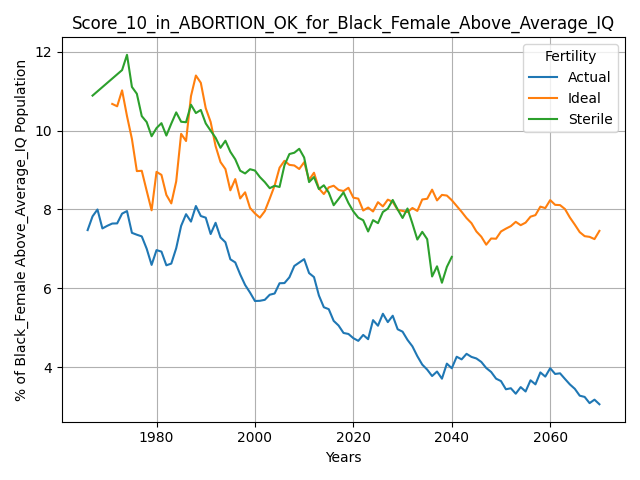 Score_10_in_ABORTION_OK_for_Black_Female_Above_Average_IQ
% of Black_Female Above_Average_IQ Population
12
10
8
6
4
Fertility
Actual
Ideal
Sterile
1980
2000
2020
2040
2060
Years